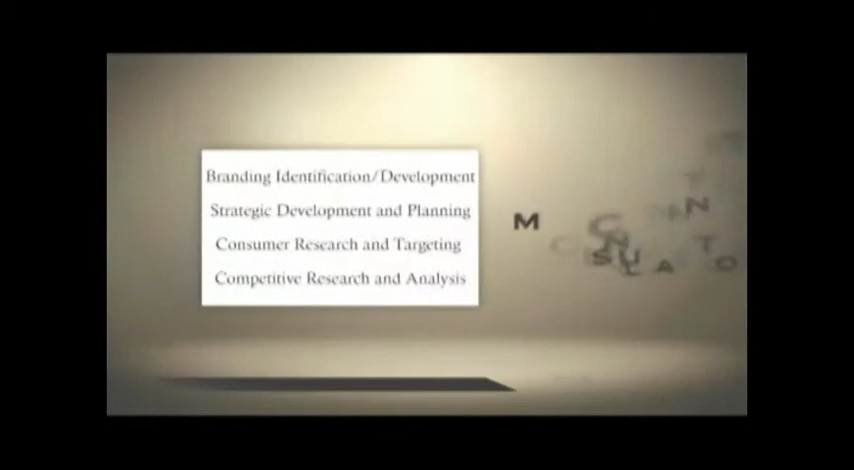 Branding Identification/Development
Strategic Development and Planning
Consumer Research and Targeting
Competitive Research and Analysis
M